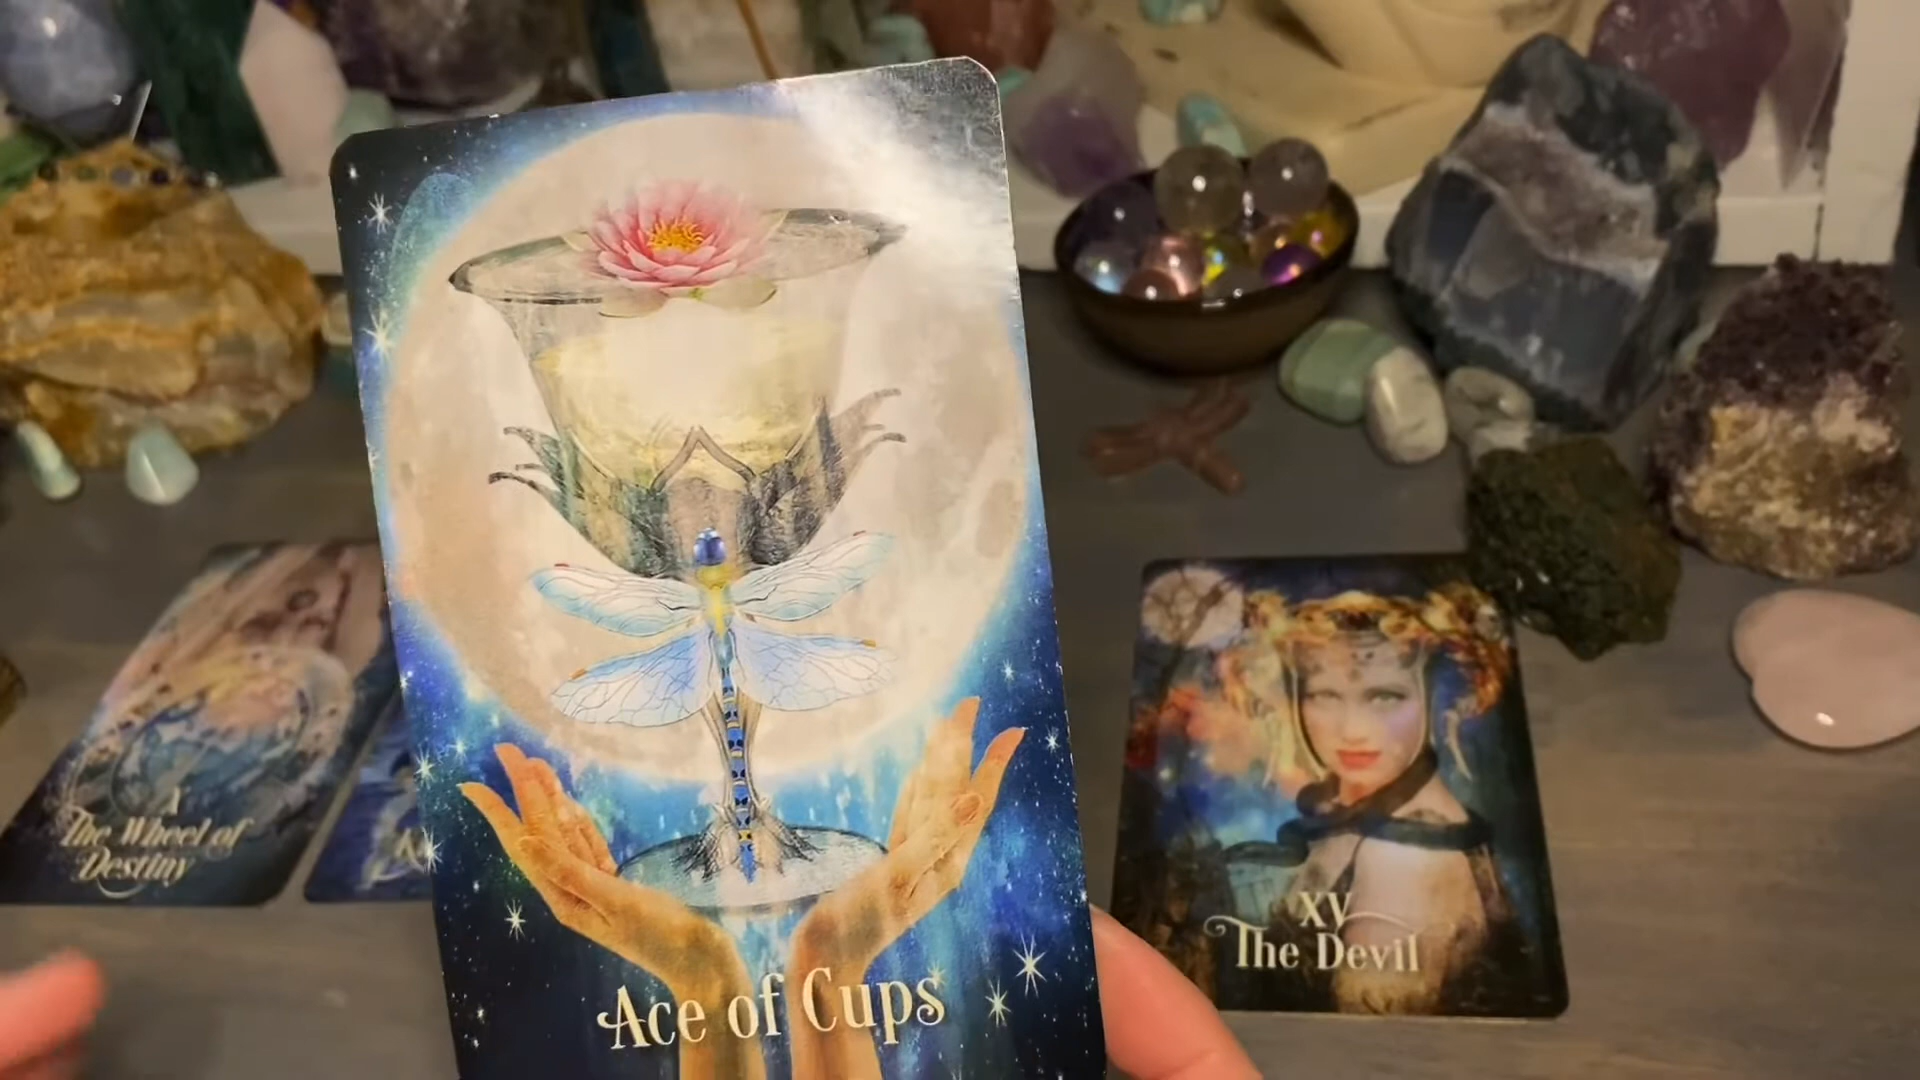 X
The Wheel of
Destiny
Ace of Cups
XV
The Devil